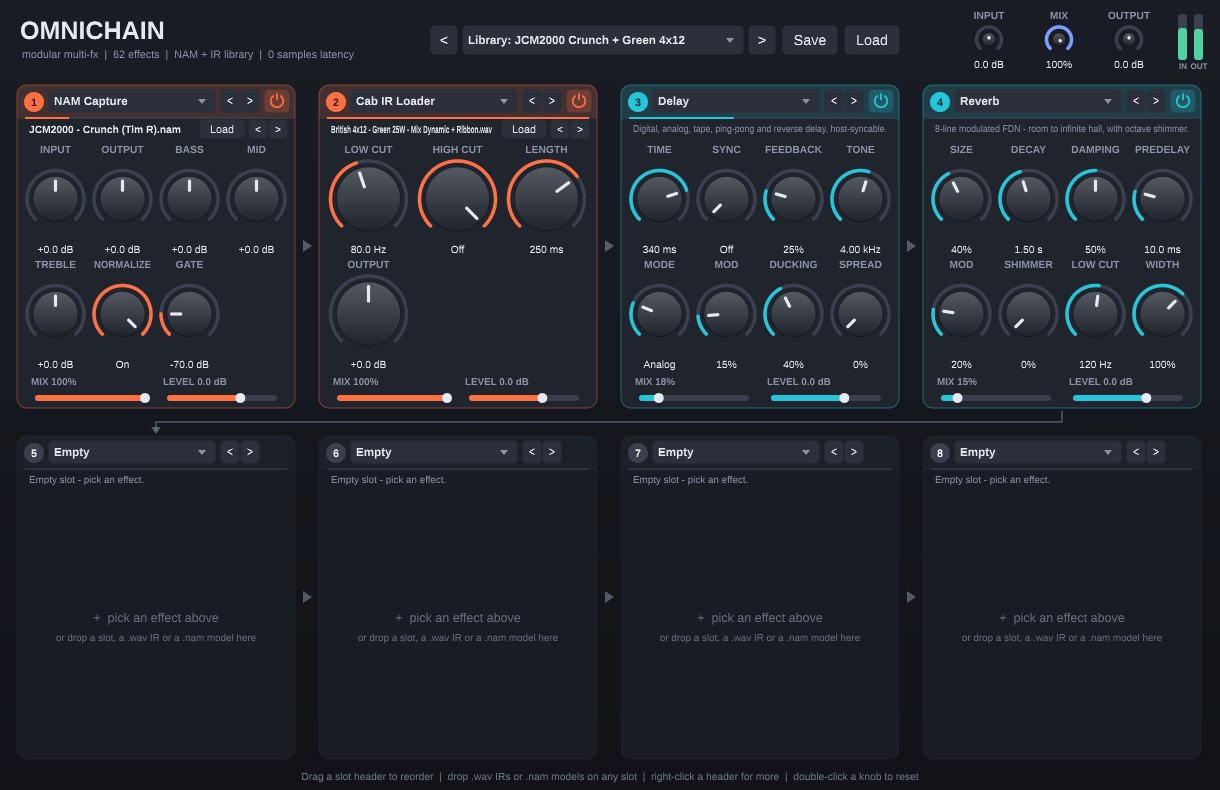 OMNICHAIN
modular multi-fx | 62 effects | NAM + IR library | 0 samples latency
< Library: JCM2000 Crunch + Green 4x12 > Save Load
INPUT MIX OUTPUT
0.0 dB 100% 0.0 dB IN OUT
1 NAM Capture < >
JCM2000 - Crunch (Tim R).nam Load < >
INPUT OUTPUT BASS MID
+0.0 dB +0.0 dB +0.0 dB +0.0 dB
TREBLE NORMALIZE GATE
+0.0 dB On -70.0 dB
MIX 100% LEVEL 0.0 dB
2 Cab IR Loader < >
British 4x12 - Green 25W - Mix Dynamic + Ribbon.wav Load < >
LOW CUT HIGH CUT LENGTH
80.0 Hz Off 250 ms
OUTPUT
+0.0 dB
MIX 100% LEVEL 0.0 dB
3 Delay < >
Digital, analog, tape, ping-pong and reverse delay, host-syncable.
TIME SYNC FEEDBACK TONE
340 ms Off 25% 4.00 kHz
MODE MOD DUCKING SPREAD
Analog 15% 40% 0%
MIX 18% LEVEL 0.0 dB
4 Reverb < >
8-line modulated FDN - room to infinite hall, with octave shimmer.
SIZE DECAY DAMPING PREDELAY
40% 1.50 s 50% 10.0 ms
MOD SHIMMER LOW CUT WIDTH
20% 0% 120 Hz 100%
MIX 15% LEVEL 0.0 dB
5 Empty < >
Empty slot - pick an effect.
+ pick an effect above
or drop a slot, a .wav IR or a .nam model here
6 Empty < >
Empty slot - pick an effect.
+ pick an effect above
or drop a slot, a .wav IR or a .nam model here
7 Empty < >
Empty slot - pick an effect.
+ pick an effect above
or drop a slot, a .wav IR or a .nam model here
8 Empty < >
Empty slot - pick an effect.
+ pick an effect above
or drop a slot, a .wav IR or a .nam model here
Drag a slot header to reorder | drop .wav IRs or .nam models on any slot | right-click a header for more | double-click a knob to reset